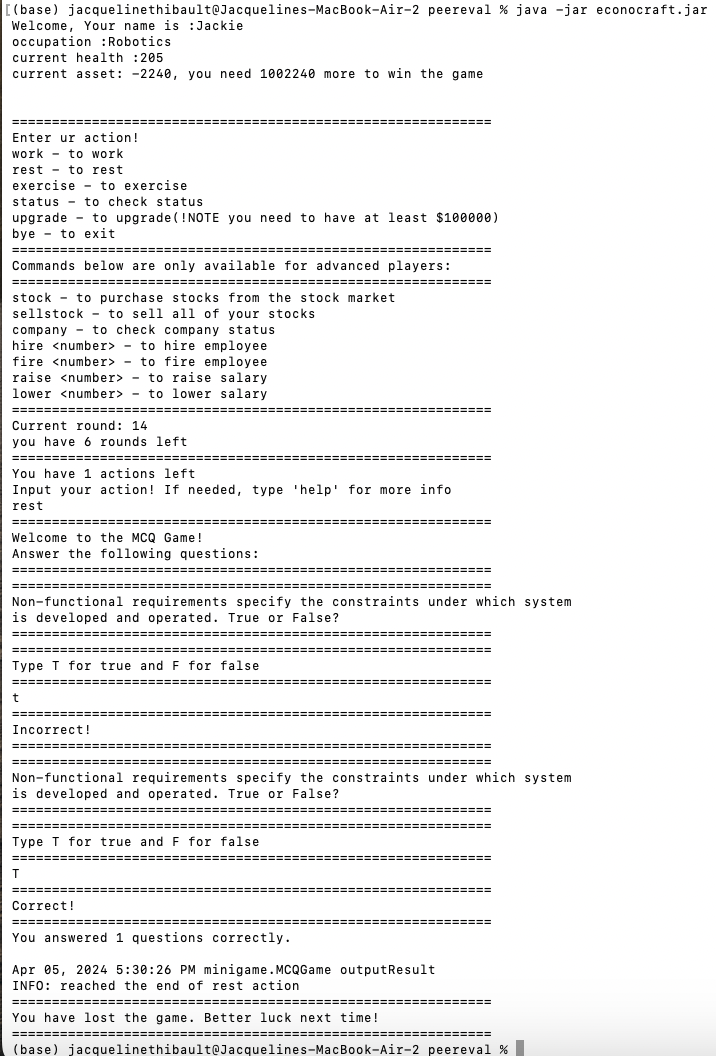 [(base) jacquelinethibault@Jacquelines-MacBook-Air-2 peereval % java -jar econocraft.jar
Welcome, Your name is :Jackie
occupation :Robotics
current health :205
current asset: -2240, you need 1002240 more to win the game
============================================================
Enter ur action!
work - to work
rest - to rest
exercise - to exercise
status - to check status
upgrade - to upgrade(!NOTE you need to have at least $100000)
bye - to exit
============================================================
Commands below are only available for advanced players:
============================================================
stock - to purchase stocks from the stock market
sellstock - to sell all of your stocks
company - to check company status
hire <number> - to hire employee
fire <number> - to fire employee
raise <number> - to raise salary
lower <number> - to lower salary
============================================================
Current round: 14
you have 6 rounds left
============================================================
You have 1 actions left
Input your action! If needed, type 'help' for more info
rest
============================================================
Welcome to the MCQ Game!
Answer the following questions:
============================================================
============================================================
Non-functional requirements specify the constraints under which system
is developed and operated. True or False?
============================================================
============================================================
Type T for true and F for false
============================================================
t
============================================================
Incorrect!
============================================================
============================================================
Non-functional requirements specify the constraints under which system
is developed and operated. True or False?
============================================================
============================================================
Type T for true and F for false
============================================================
T
============================================================
Correct!
============================================================
You answered 1 questions correctly.
Apr 05, 2024 5:30:26 PM minigame.MCQGame outputResult
INFO: reached the end of rest action
============================================================
You have lost the game. Better luck next time!
============================================================
(base) jacquelinethibault@Jacquelines-MacBook-Air-2 peereval %